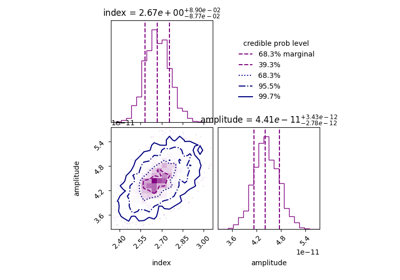 index = 2.67e + 00 +8.90e−02 −8.77e−02
credible prob level
68.3% marginal
39.3%
68.3%
95.5%
99.7%
1e−11
amplitude = 4.41e − 11 +3.43e−12 −2.78e−12
amplitude
5.4
4.8
4.2
3.6
2.40
2.55
2.70
2.85
3.00
index
3.6
4.2
4.8
5.4
1e−11
amplitude